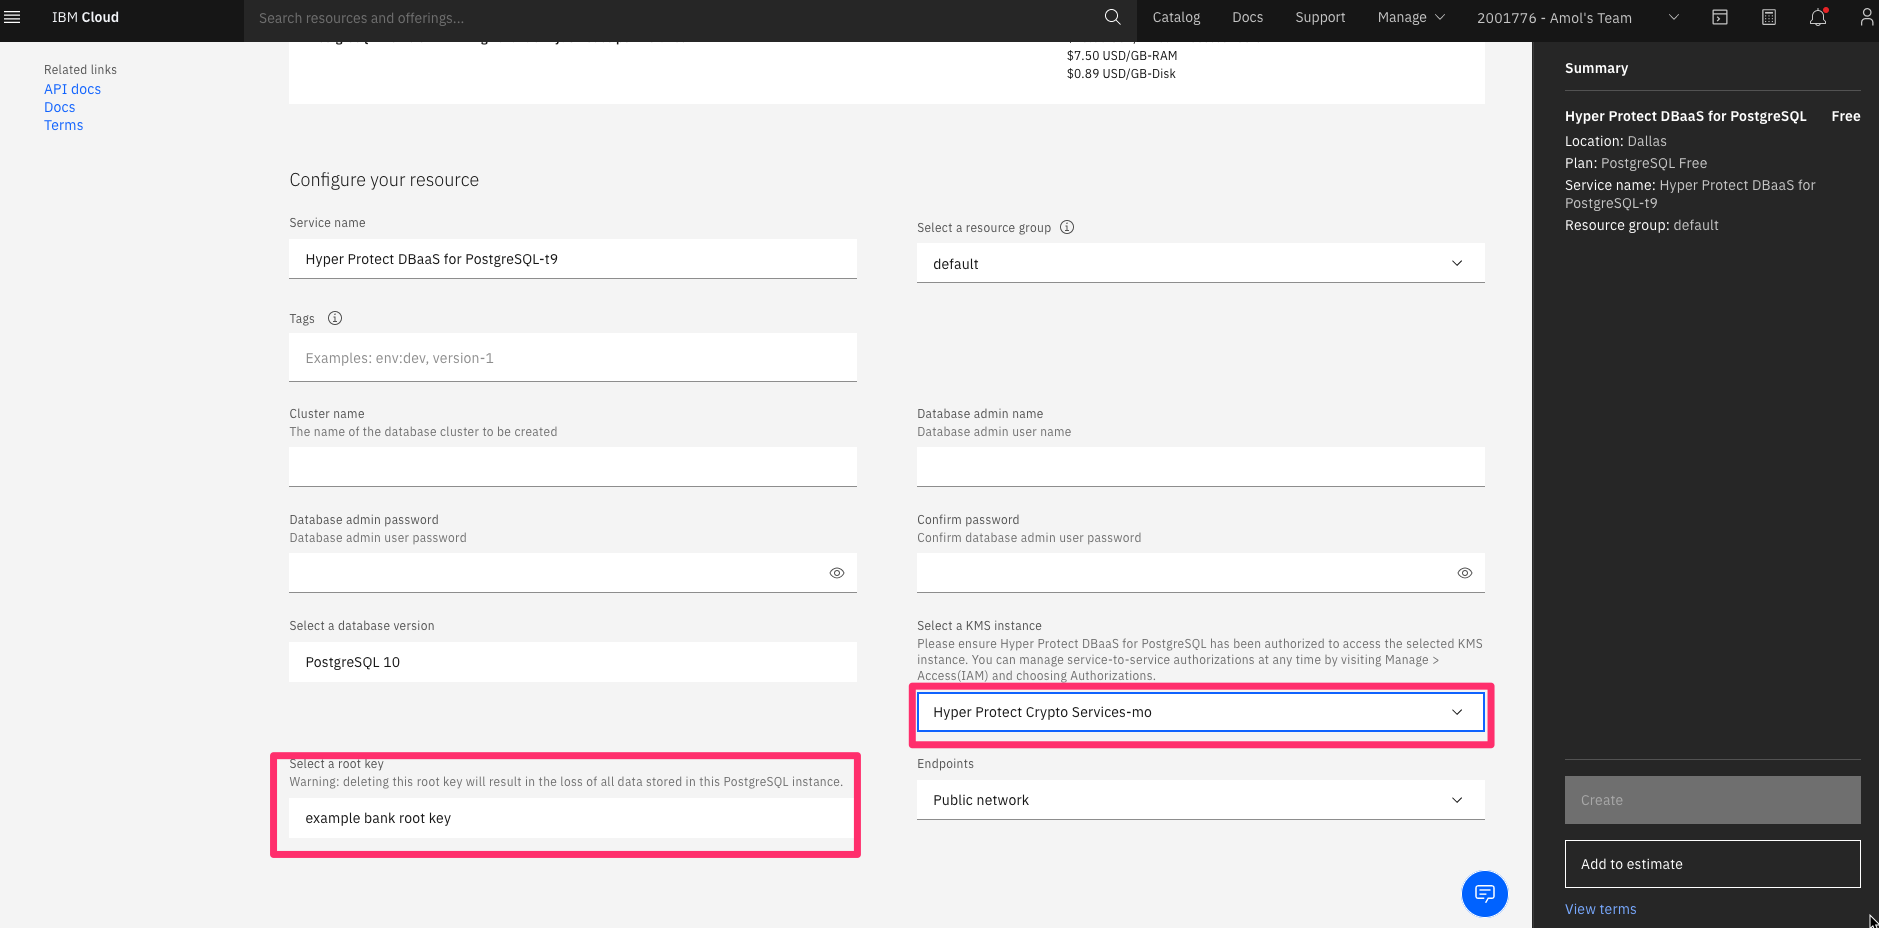 IBM Cloud
Search resources and offerings...
Catalog
Docs
Support
Manage
2001776 - Amol's Team
Related links
API docs
Docs
Terms
$7.50 USD/GB-RAM
$0.89 USD/GB-Disk
Configure your resource
Service name
Hyper Protect DBaaS for PostgreSQL-t9
Select a resource group
default
Tags
Examples: env:dev, version-1
Cluster name
The name of the database cluster to be created
Database admin name
Database admin user name
Database admin password
Database admin user password
Confirm password
Confirm database admin user password
Select a database version
PostgreSQL 10
Select a KMS instance
Please ensure Hyper Protect DBaaS for PostgreSQL has been authorized to access the selected KMS
instance. You can manage service-to-service authorizations at any time by visiting Manage >
Access(IAM) and choosing Authorizations.
Hyper Protect Crypto Services-mo
Select a root key
Warning: deleting this root key will result in the loss of all data stored in this PostgreSQL instance.
example bank root key
Endpoints
Public network
Summary
Hyper Protect DBaaS for PostgreSQL Free
Location: Dallas
Plan: PostgreSQL Free
Service name: Hyper Protect DBaaS for
PostgreSQL-t9
Resource group: default
Create
Add to estimate
View terms